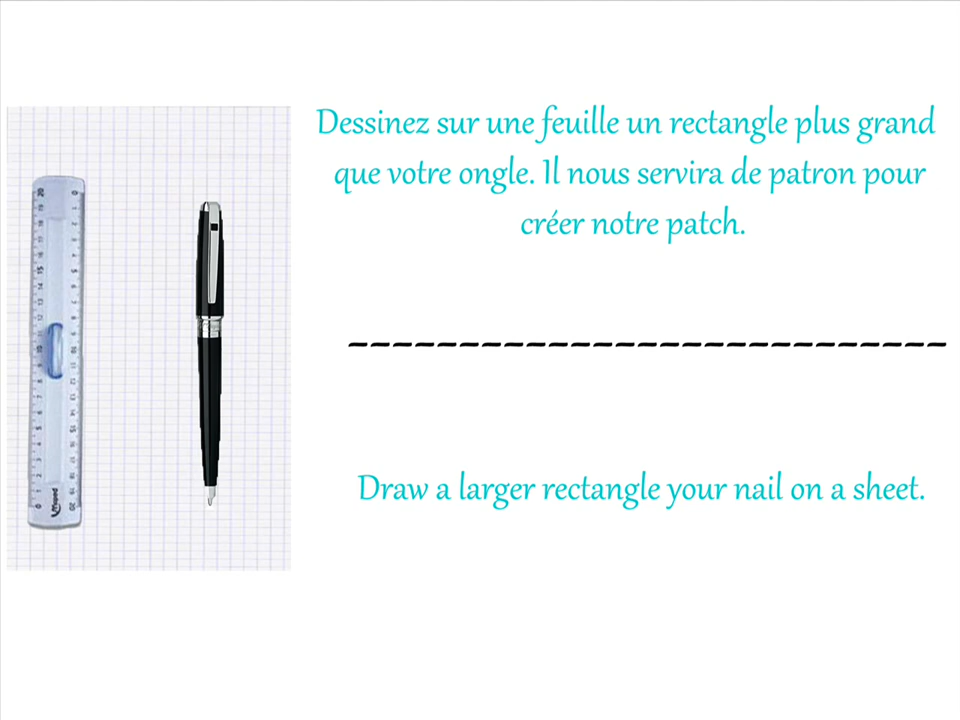 Dessinez sur une feuille un rectangle plus grand
que votre ongle. Il nous servira de patron pour
créer notre patch.
~~~~~~~~~~~~~~~~~~~~~~~~~~~
Draw a larger rectangle your nail on a sheet.
Maped